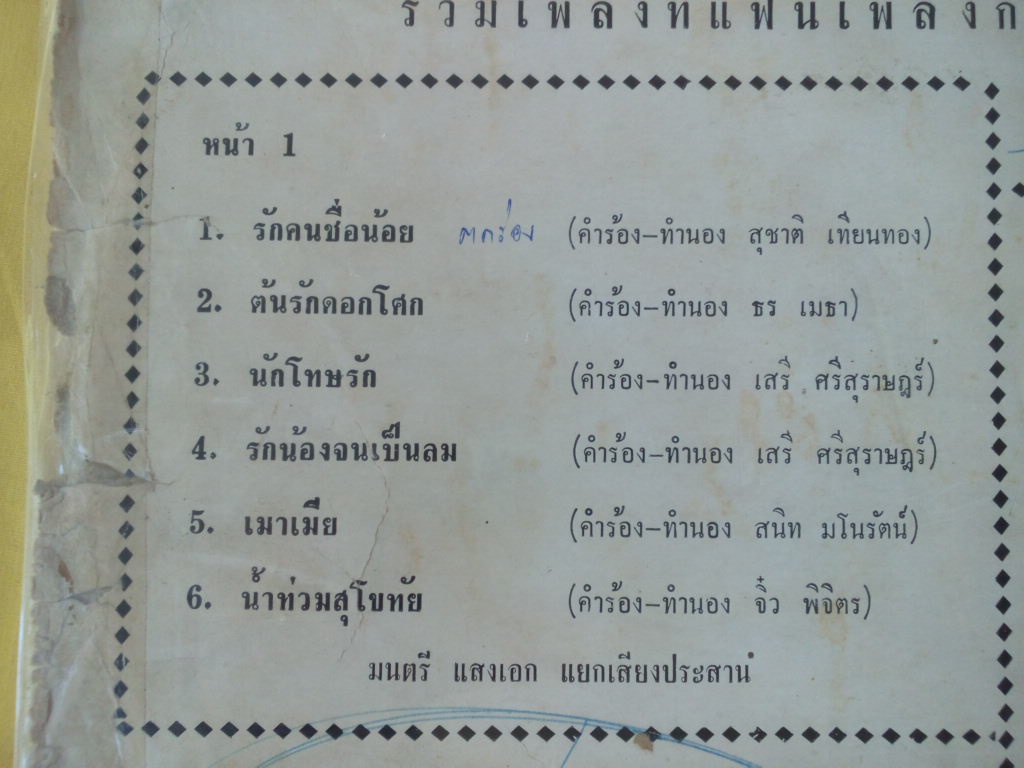 รวมเพลงที่แฟนเพลง
หน้า 1
1. รักคนชื่อน้อย ตกร่อง (คำร้อง-ทำนอง สุชาติ เทียนทอง)
2. ต้นรักดอกโศก (คำร้อง-ทำนอง ธร เมธา)
3. นักโทษรัก (คำร้อง-ทำนอง เสรี ศรีสุราษฎร์)
4. รักน้องจนเป็นลม (คำร้อง-ทำนอง เสรี ศรีสุราษฎร์)
5. เมาเมีย (คำร้อง-ทำนอง สนิท มโนรัตน์)
6. น้ำท่วมสุโขทัย (คำร้อง-ทำนอง จิ๋ว พิจิตร)
มนตรี แสงเอก แยกเสียงประสาน